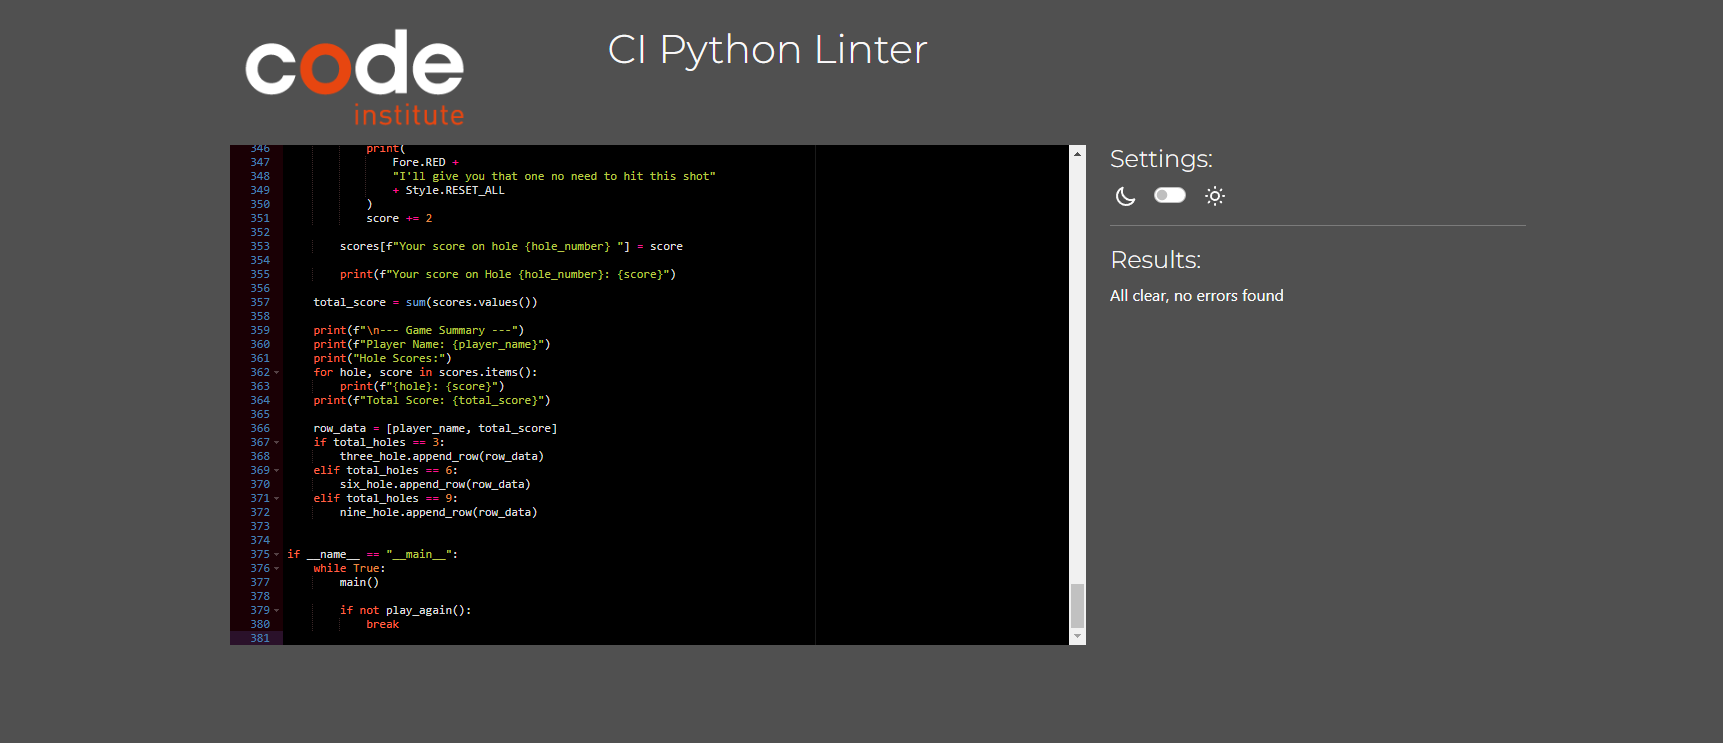 code
institute
CI Python Linter
346 print(
347 Fore.RED +
348 "I'll give you that one no need to hit this shot"
349 + Style.RESET_ALL
350 )
351 score += 2
352
353 scores[f"Your score on hole {hole_number} "] = score
354
355 print(f"Your score on Hole {hole_number}: {score}")
356
357 total_score = sum(scores.values())
358
359 print(f"\n--- Game Summary ---")
360 print(f"Player Name: {player_name}")
361 print("Hole Scores:")
362 for hole, score in scores.items():
363 print(f"{hole}: {score}")
364 print(f"Total Score: {total_score}")
365
366 row_data = [player_name, total_score]
367 if total_holes == 3:
368 three_hole.append_row(row_data)
369 elif total_holes == 6:
370 six_hole.append_row(row_data)
371 elif total_holes == 9:
372 nine_hole.append_row(row_data)
373
374
375 if __name__ == "__main__":
376 while True:
377 main()
378
379 if not play_again():
380 break
381
Settings:
Results:
All clear, no errors found